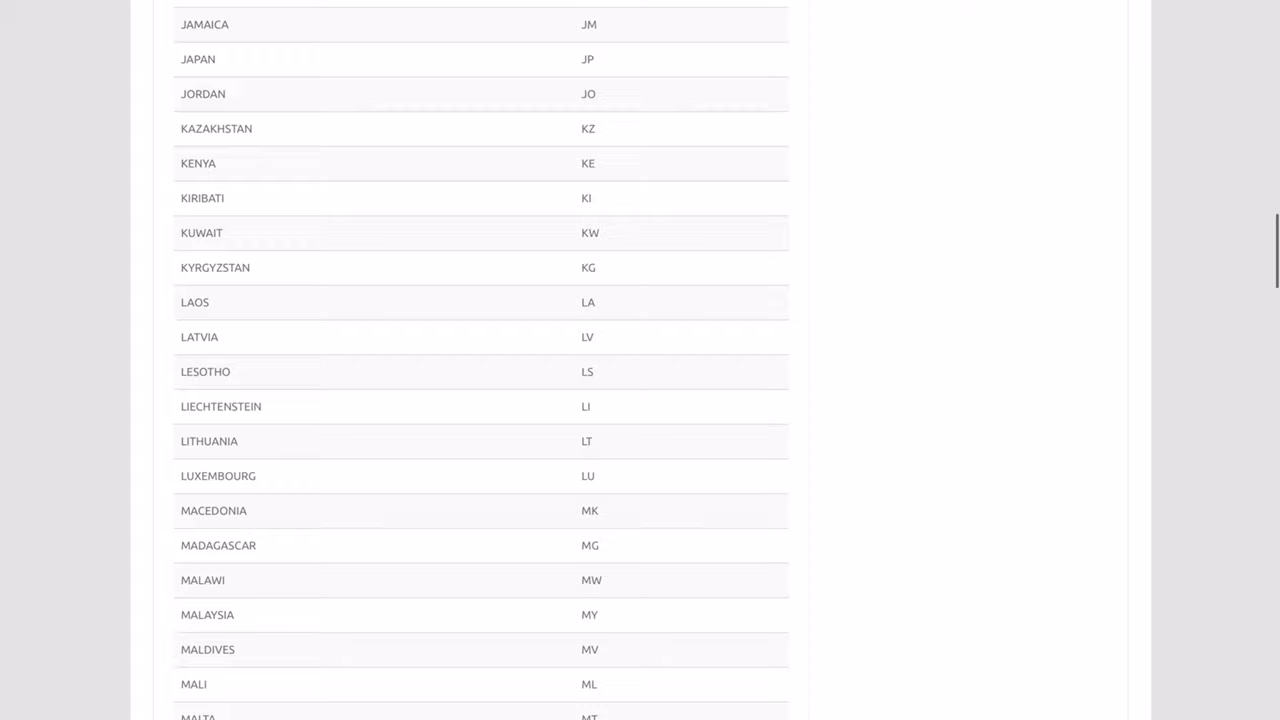 JAMAICA JM
JAPAN JP
JORDAN JO
KAZAKHSTAN KZ
KENYA KE
KIRIBATI KI
KUWAIT KW
KYRGYZSTAN KG
LAOS LA
LATVIA LV
LESOTHO LS
LIECHTENSTEIN LI
LITHUANIA LT
LUXEMBOURG LU
MACEDONIA MK
MADAGASCAR MG
MALAWI MW
MALAYSIA MY
MALDIVES MV
MALI ML
MALTA MT